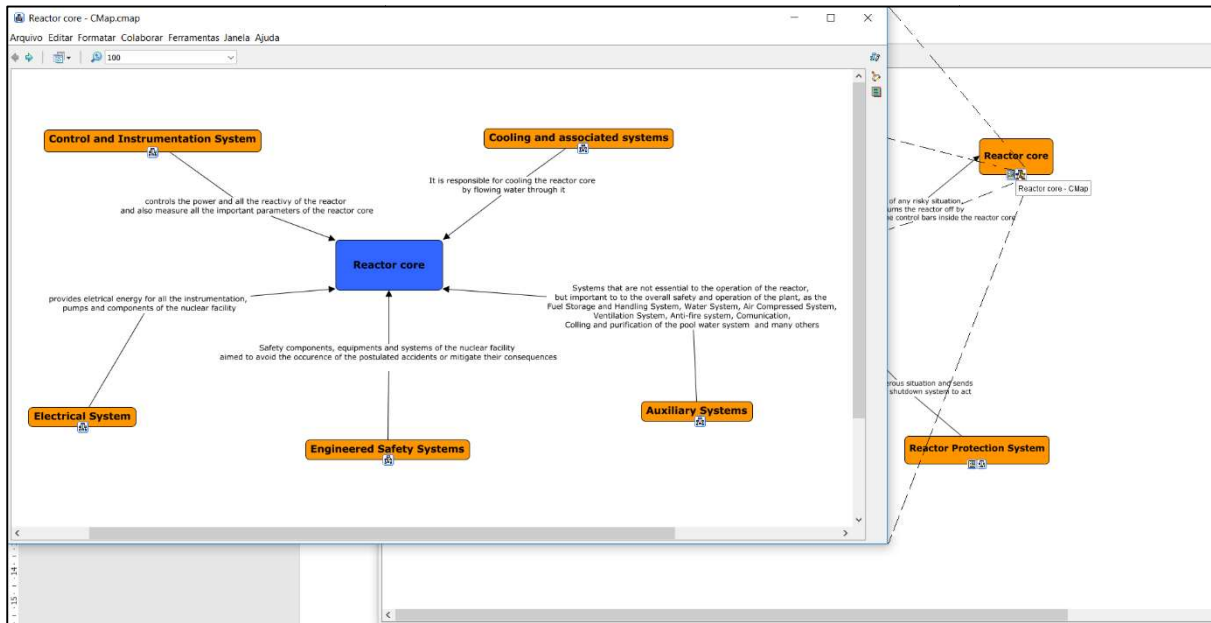 Reactor core - CMap.cmap
Arquivo Editar Formatar Colaborar Ferramentas Janela Ajuda
100
Control and Instrumentation System
Cooling and associated systems
It is responsible for cooling the reactor core
by flowing water through it
controls the power and all the reactivy of the reactor
and also measure all the important parameters of the reactor core
Reactor core
provides eletrical energy for all the instrumentation,
pumps and components of the nuclear facility
Systems that are not essential to the operation of the reactor,
but important to to the overall safety and operation of the plant, as the
Fuel Storage and Handling System, Water System, Air Compressed System,
Ventilation System, Anti-fire system, Comunication,
Colling and purification of the pool water system and many others
Safety components, equipments and systems of the nuclear facility
aimed to avoid the occurence of the postulated accidents or mitigate their consequences
Electrical System
Auxiliary Systems
Engineered Safety Systems
Reactor core
Reactor core - CMap
of any risky situation,
urns the reactor off by
e control bars inside the reactor core
rous situation and sends
shutdown system to act
Reactor Protection System
14
15